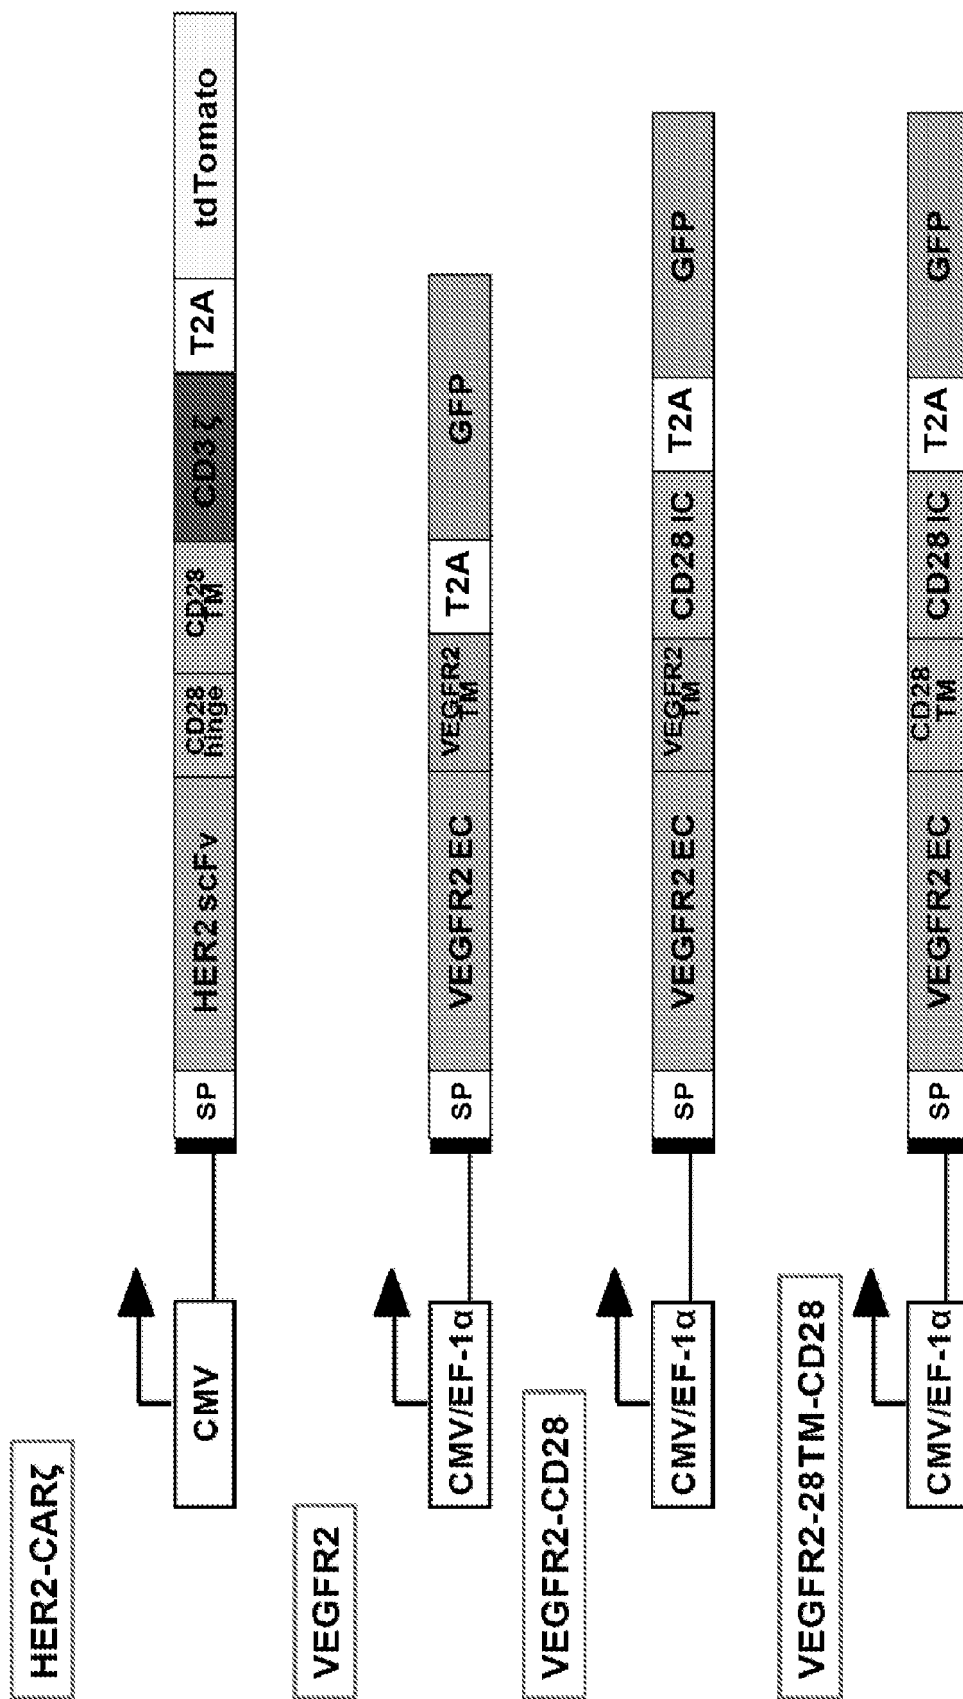 HER2-CARζ
CMV
SP
HER2 scFv
CD28
hinge
CD28
TM
CD3 ζ
T2A
tdTomato
VEGFR2
CMV/EF-1α
SP
VEGFR2 EC
VEGFR2
TM
T2A
GFP
VEGFR2-CD28
CMV/EF-1α
SP
VEGFR2 EC
VEGFR2
TM
CD28 IC
T2A
GFP
VEGFR2-28TM-CD28
CMV/EF-1α
SP
VEGFR2 EC
CD28
TM
CD28 IC
T2A
GFP